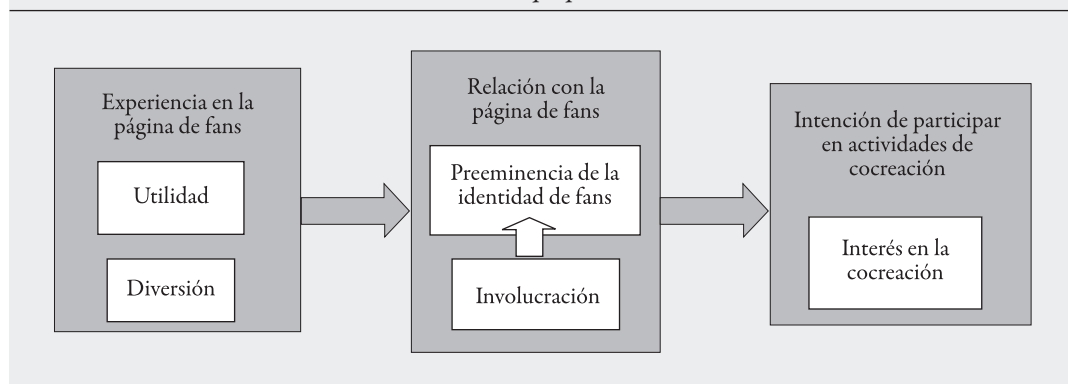 Experiencia en la
página de fans
Utilidad
Diversión
Relación con la
página de fans
Preeminencia de la
identidad de fans
Involucración
Intención de participar
en actividades de
cocreación
Interés en la
cocreación